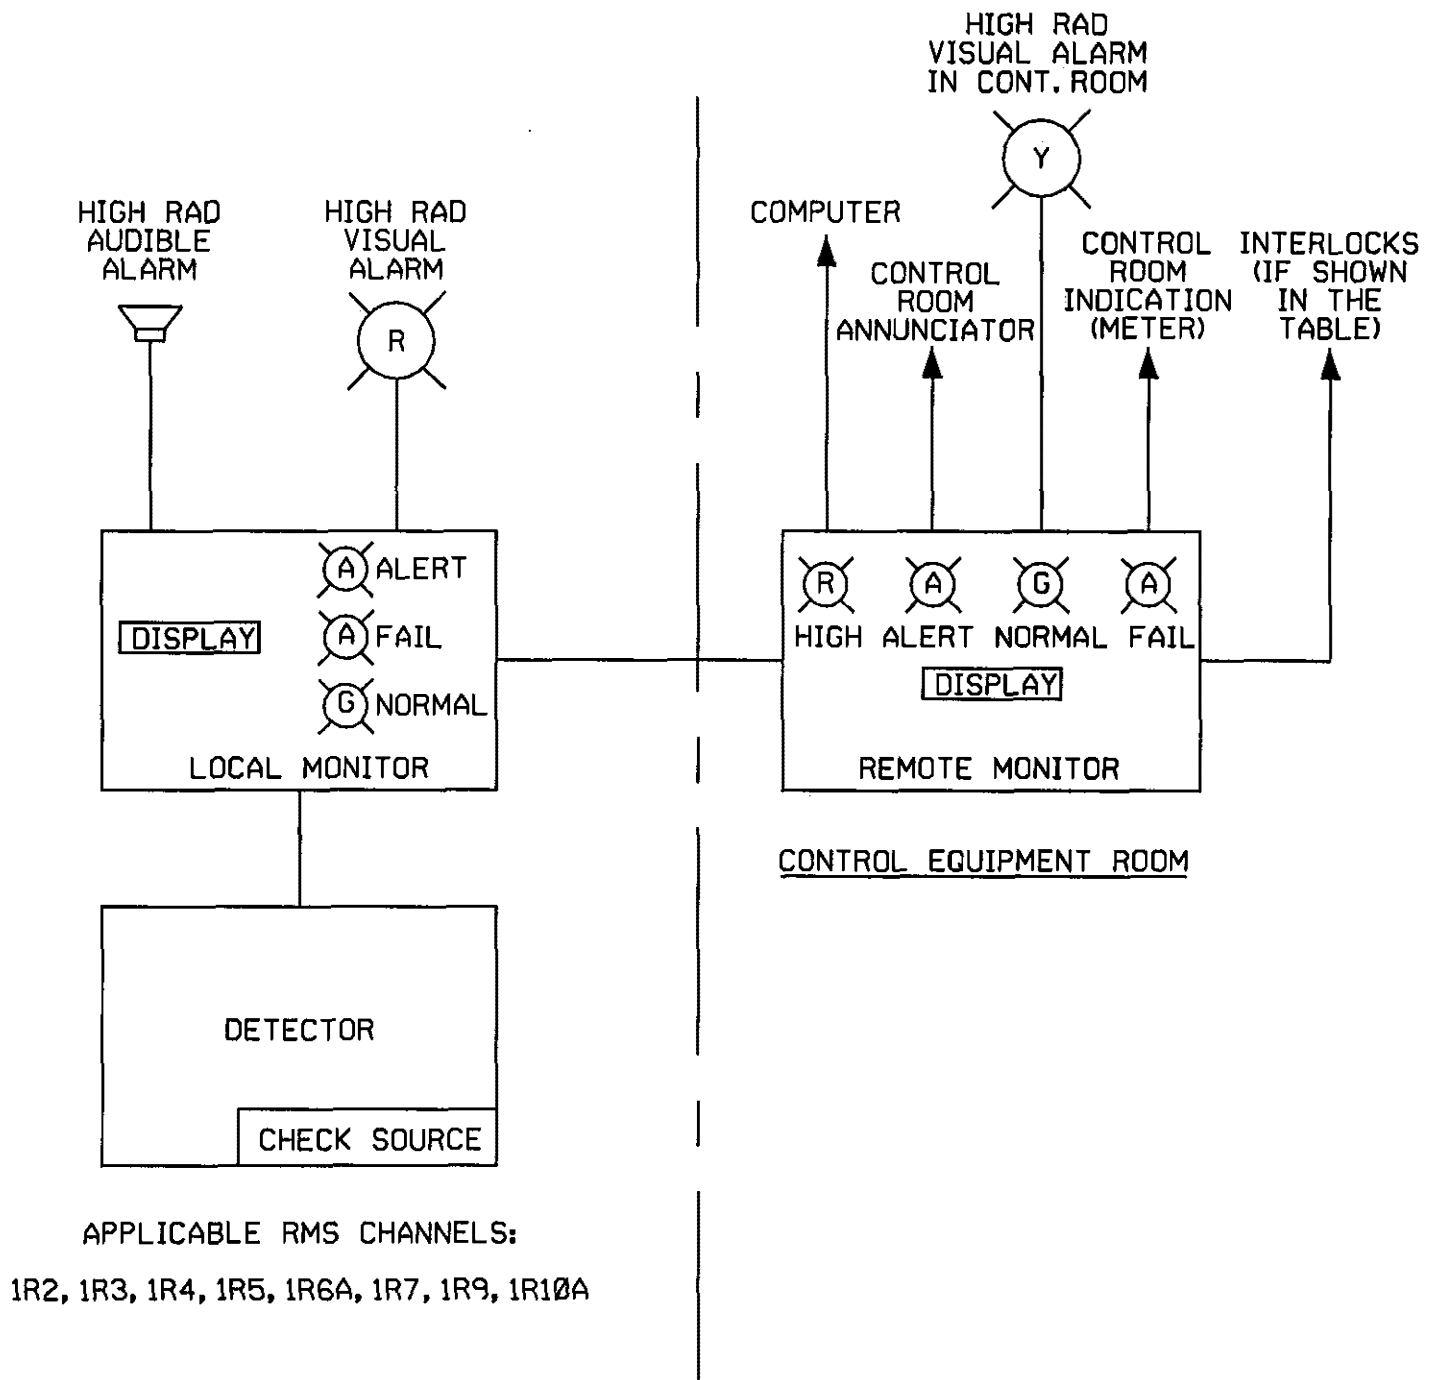 HIGH RAD
VISUAL ALARM
IN CONT. ROOM
Y
HIGH RAD
AUDIBLE
ALARM
HIGH RAD
VISUAL
ALARM
R
COMPUTER
CONTROL
ROOM
ANNUNCIATOR
CONTROL
ROOM
INDICATION
(METER)
INTERLOCKS
(IF SHOWN
IN THE
TABLE)
A ALERT
DISPLAY
A FAIL
G NORMAL
LOCAL MONITOR
R A G A
HIGH ALERT NORMAL FAIL
DISPLAY
REMOTE MONITOR
CONTROL EQUIPMENT ROOM
DETECTOR
CHECK SOURCE
APPLICABLE RMS CHANNELS:
1R2, 1R3, 1R4, 1R5, 1R6A, 1R7, 1R9, 1R10A